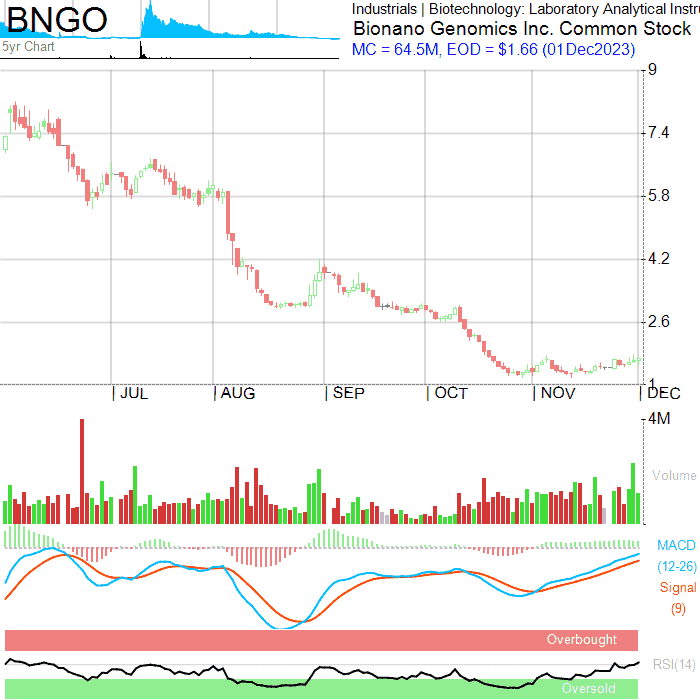 BNGO
5yr Chart
Industrials | Biotechnology: Laboratory Analytical Instru
Bionano Genomics Inc. Common Stock
MC = 64.5M, EOD = $1.66 (01Dec2023)
9
7.4
5.8
4.2
2.6
1
| JUL | AUG | SEP | OCT | NOV | DEC
4M
Volume
MACD
(12-26)
Signal
(9)
Overbought
RSI(14)
Oversold